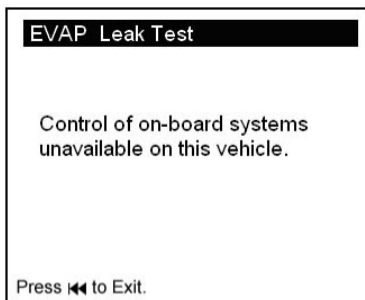 EVAP Leak Test
Control of on-board systems
unavailable on this vehicle.
Press ⏮ to Exit.